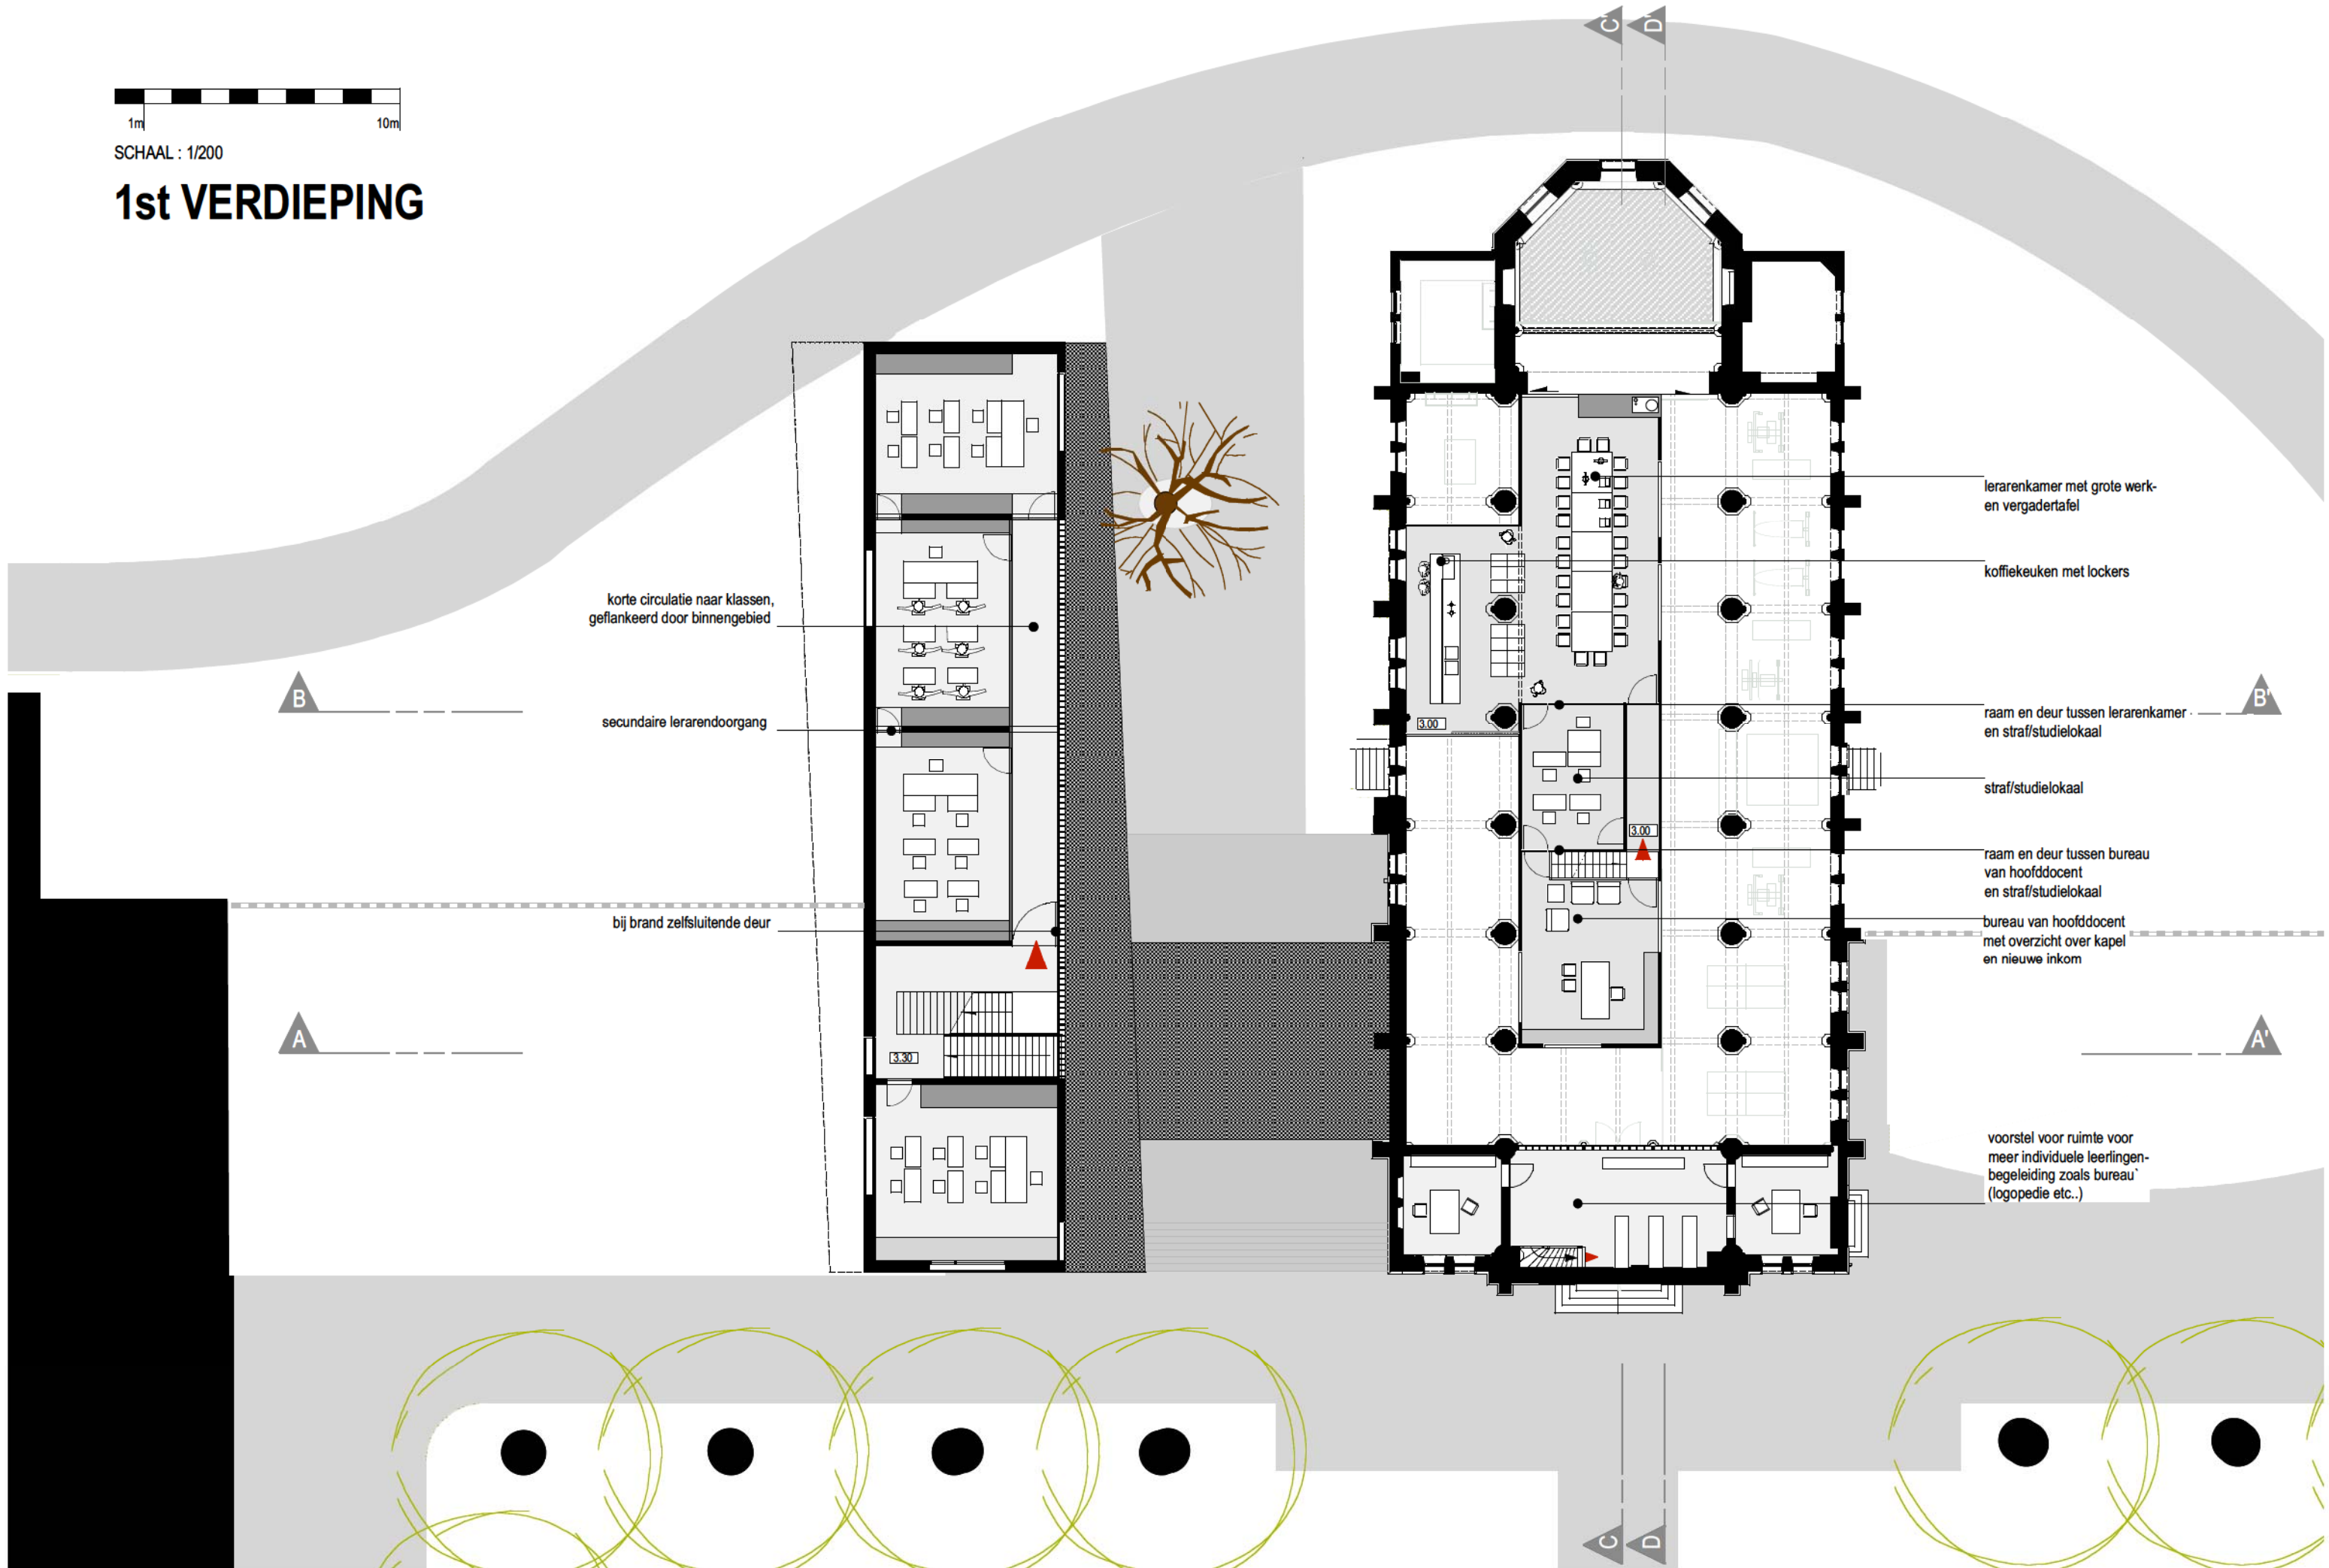 C'
D'
1m
10m
SCHAAL : 1/200
1st VERDIEPING
lerarenkamer met grote werk-
en vergadertafel
koffiekeuken met lockers
korte circulatie naar klassen,
geflankeerd door binnengebied
B
secundaire lerarendoorgang
3.00
raam en deur tussen lerarenkamer
en straf/studielokaal
B'
straf/studielokaal
3.00
raam en deur tussen bureau
van hoofddocent
en straf/studielokaal
bij brand zelfsluitende deur
bureau van hoofddocent
met overzicht over kapel
en nieuwe inkom
A
3.30
A'
voorstel voor ruimte voor
meer individuele leerlingen-
begeleiding zoals bureau`
(logopedie etc..)
C
D